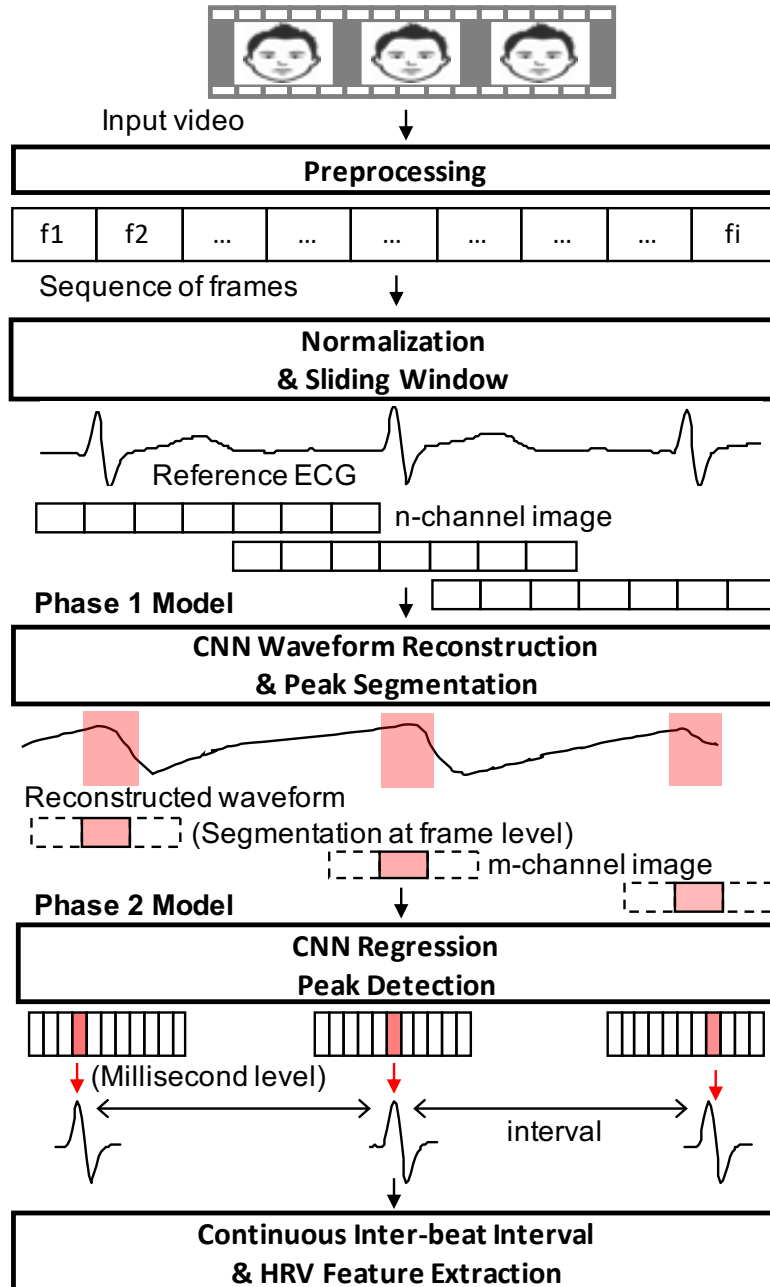 Input video
Preprocessing
f1 f2 ... ... ... ... ... ... fi
Sequence of frames
Normalization
& Sliding Window
Reference ECG
n-channel image
Phase 1 Model
CNN Waveform Reconstruction
& Peak Segmentation
Reconstructed waveform
(Segmentation at frame level)
m-channel image
Phase 2 Model
CNN Regression
Peak Detection
(Millisecond level)
interval
Continuous Inter-beat Interval
& HRV Feature Extraction